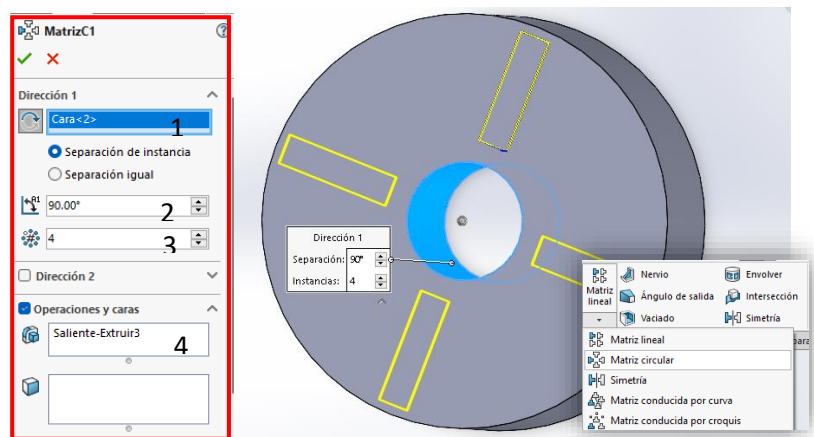 MatrizC1
Dirección 1
Cara<2>
1
Separación de instancia
Separación igual
90.00°
2
4
3
Dirección 2
Operaciones y caras
Saliente-Extruir3
4
Dirección 1
Separación: 90°
Instancias: 4
Matriz lineal
Nervio
Envolver
Ángulo de salida
Intersección
Vaciado
Simetría
Matriz lineal
para
Matriz circular
Simetría
Matriz conducida por curva
Matriz conducida por croquis